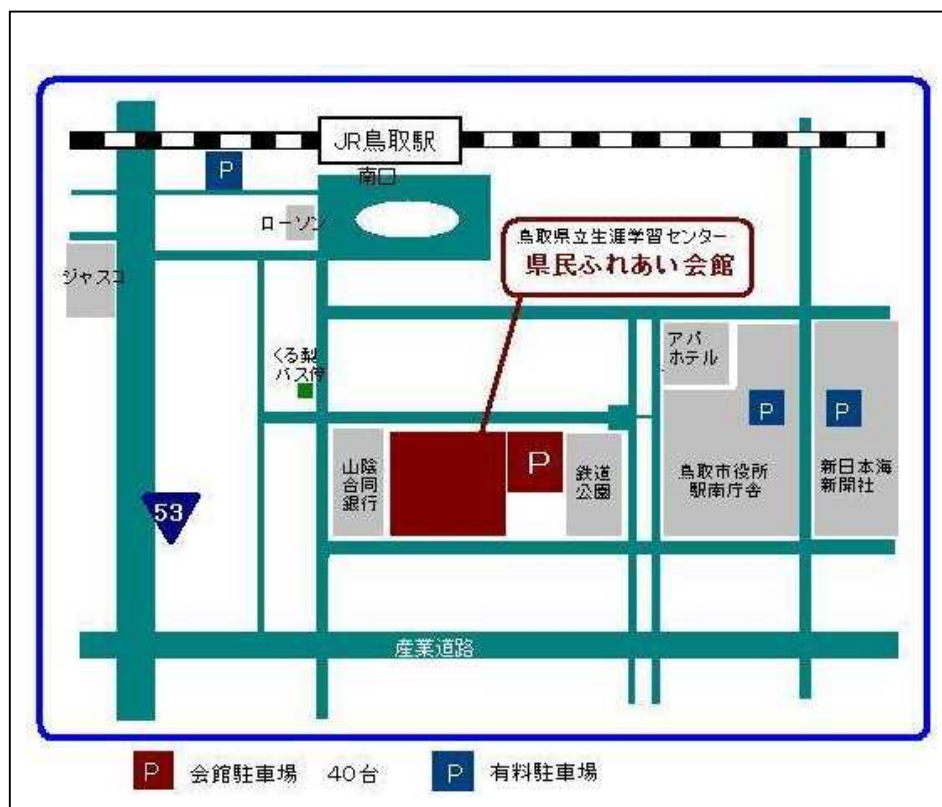 JR鳥取駅
南口
P
ローソン
鳥取県立生涯学習センター
県民ふれあい会館
ジャスコ
くる梨
バス停
アパ
ホテル
P
P
山陰
合同
銀行
P
鉄道
公園
鳥取市役所
駅南庁舎
新日本海
新聞社
53
産業道路
P 会館駐車場 40台
P 有料駐車場